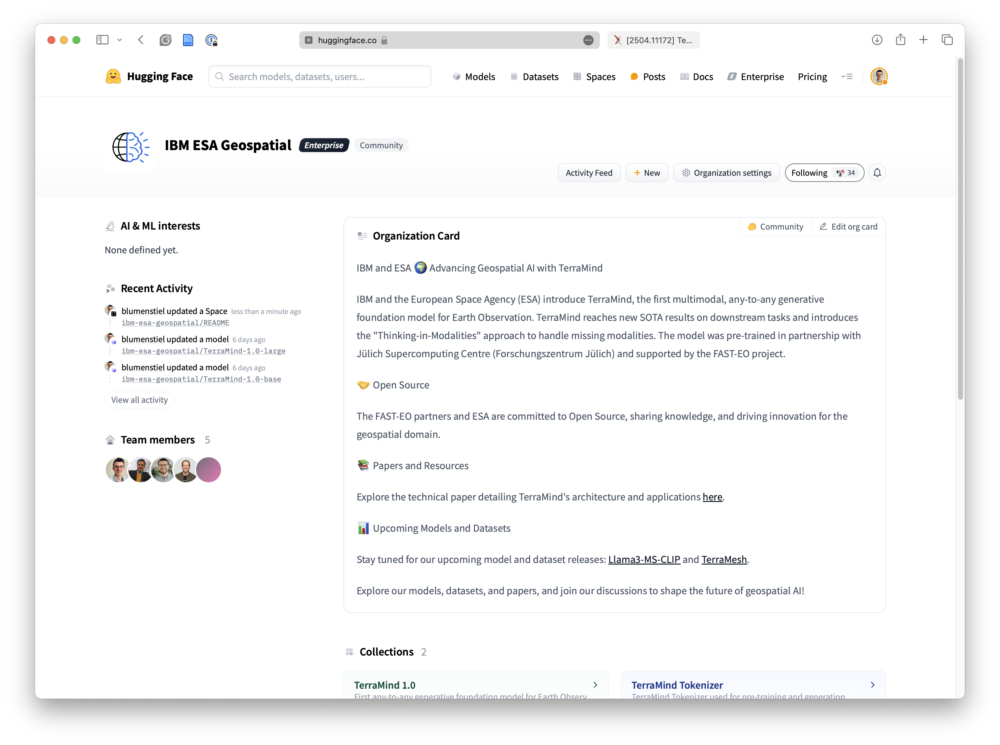 huggingface.co
[2504.11172] Te...
Hugging Face
Search models, datasets, users...
Models
Datasets
Spaces
Posts
Docs
Enterprise
Pricing
IBM ESA Geospatial
Enterprise
Community
Activity Feed
+ New
Organization settings
Following 34
AI & ML interests
None defined yet.
Recent Activity
blumenstiel updated a Space less than a minute ago
ibm-esa-geospatial/README
blumenstiel updated a model 6 days ago
ibm-esa-geospatial/TerraMind-1.0-large
blumenstiel updated a model 6 days ago
ibm-esa-geospatial/TerraMind-1.0-base
View all activity
Team members 5
Community
Edit org card
Organization Card
IBM and ESA 🌍 Advancing Geospatial AI with TerraMind
IBM and the European Space Agency (ESA) introduce TerraMind, the first multimodal, any-to-any generative
foundation model for Earth Observation. TerraMind reaches new SOTA results on downstream tasks and introduces
the "Thinking-in-Modalities" approach to handle missing modalities. The model was pre-trained in partnership with
Jülich Supercomputing Centre (Forschungszentrum Jülich) and supported by the FAST-EO project.
🤝 Open Source
The FAST-EO partners and ESA are committed to Open Source, sharing knowledge, and driving innovation for the
geospatial domain.
📚 Papers and Resources
Explore the technical paper detailing TerraMind's architecture and applications here.
📊 Upcoming Models and Datasets
Stay tuned for our upcoming model and dataset releases: Llama3-MS-CLIP and TerraMesh.
Explore our models, datasets, and papers, and join our discussions to shape the future of geospatial AI!
Collections 2
TerraMind 1.0
First any-to-any generative foundation model for Earth Observ
TerraMind Tokenizer
TerraMind Tokenizer used for pre-training and generation